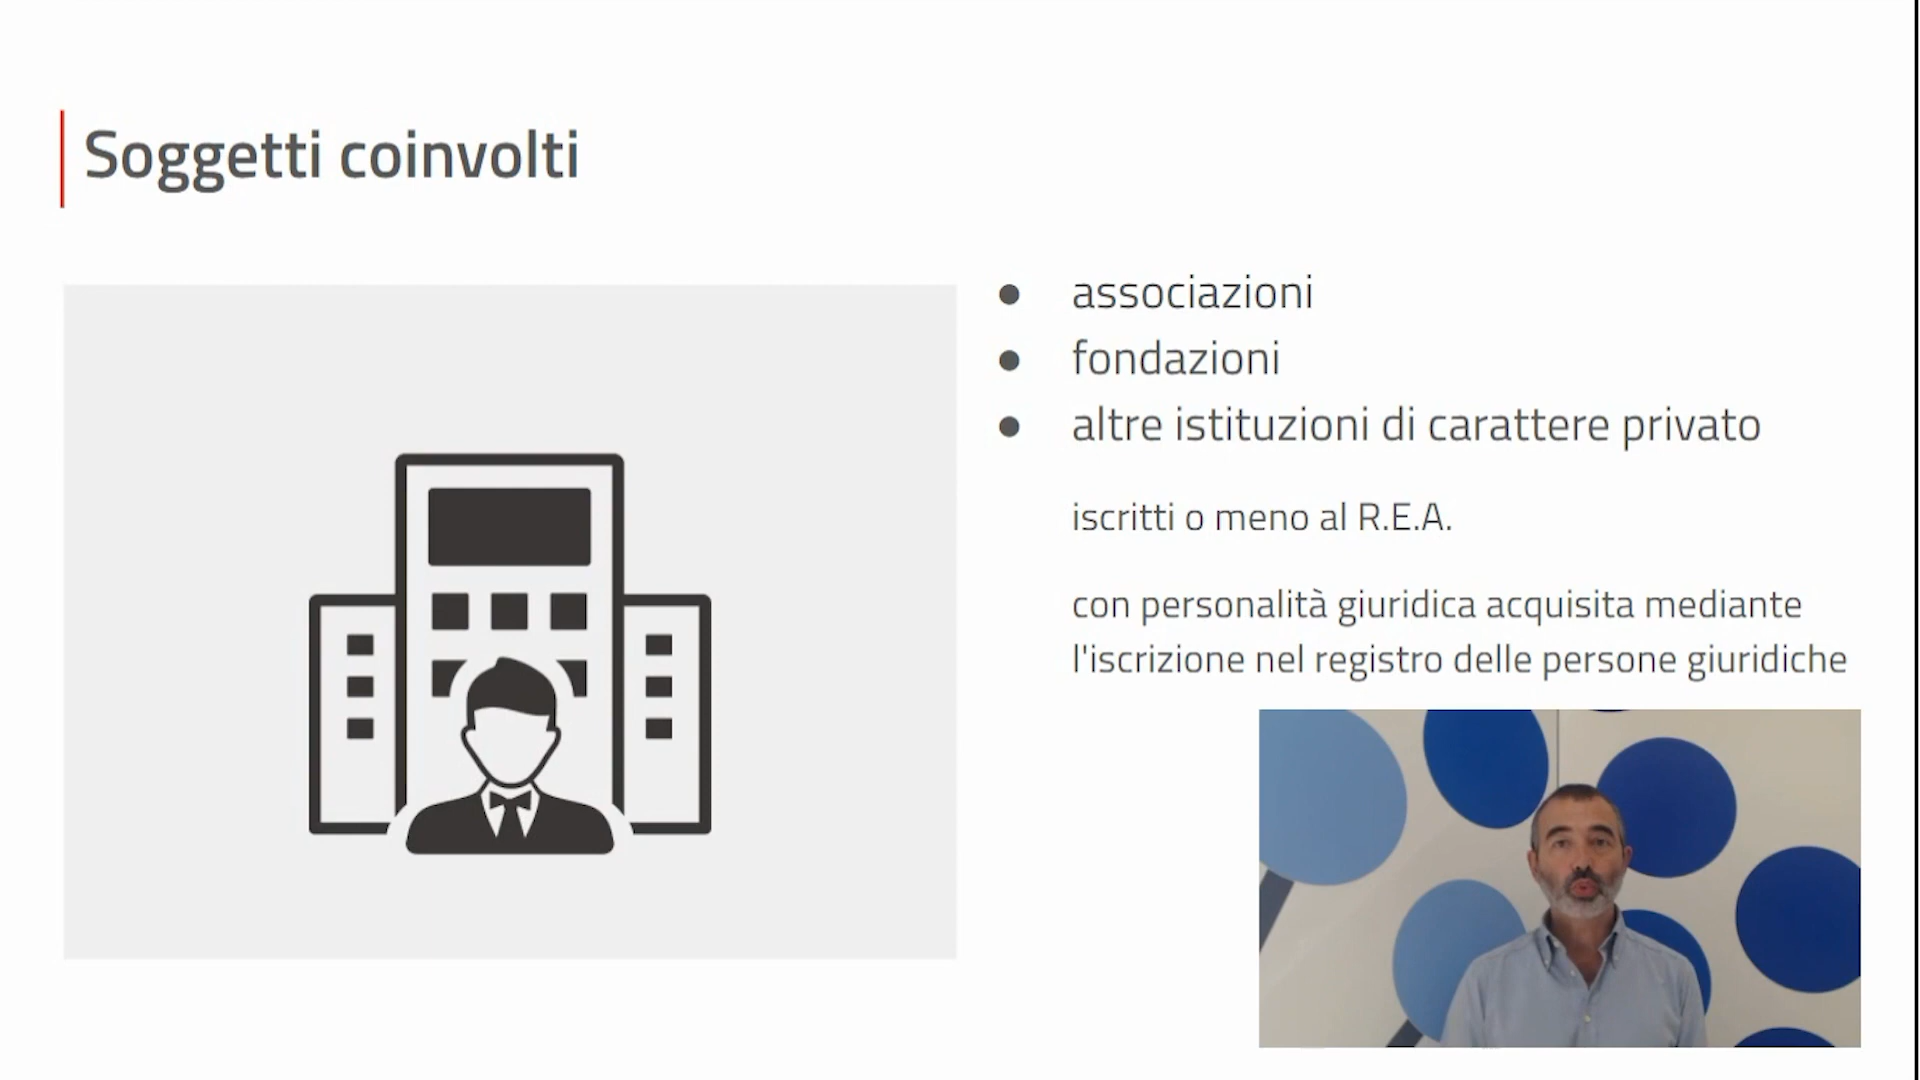 Soggetti coinvolti
● associazioni
● fondazioni
● altre istituzioni di carattere privato
iscritti o meno al R.E.A.
con personalità giuridica acquisita mediante
l'iscrizione nel registro delle persone giuridiche